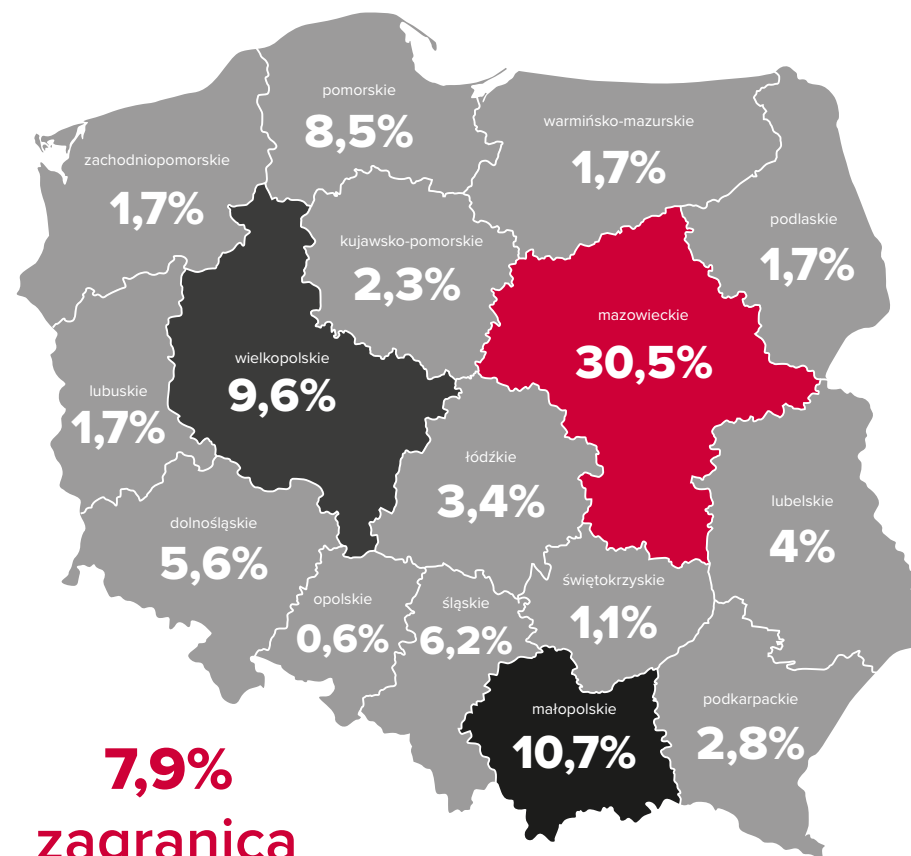 pomorskie
8,5%
warmińsko-mazurskie
1,7%
zachodniopomorskie
1,7%
podlaskie
1,7%
kujawsko-pomorskie
2,3%
mazowieckie
30,5%
wielkopolskie
9,6%
lubuskie
1,7%
łódźkie
3,4%
lubelskie
4%
dolnośląskie
5,6%
opolskie
0,6%
śląskie
6,2%
świętokrzyskie
1,1%
małopolskie
10,7%
podkarpackie
2,8%
7,9%
zagranica